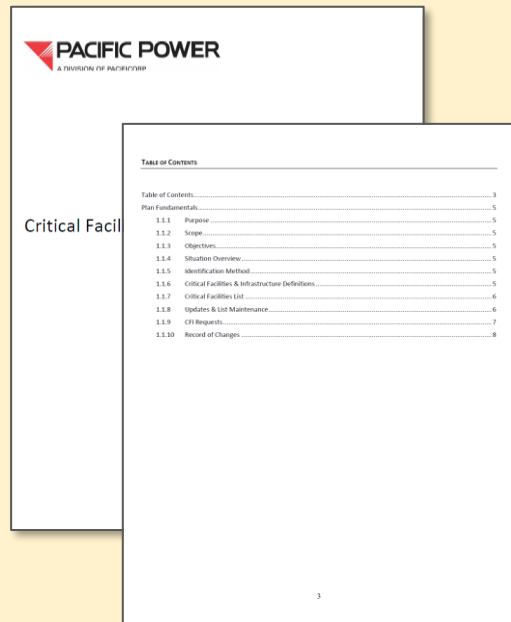 PACIFIC POWER
A DIVISION OF PACIFICORP
Critical Facil
TABLE OF CONTENTS
Table of Contents 3
Plan Fundamentals 5
1.1.1 Purpose 5
1.1.2 Scope 5
1.1.3 Objectives 5
1.1.4 Situation Overview 5
1.1.5 Identification Method 5
1.1.6 Critical Facilities & Infrastructure Definitions 5
1.1.7 Critical Facilities List 6
1.1.8 Updates & List Maintenance 6
1.1.9 CFI Requests 7
1.1.10 Record of Changes 8
3